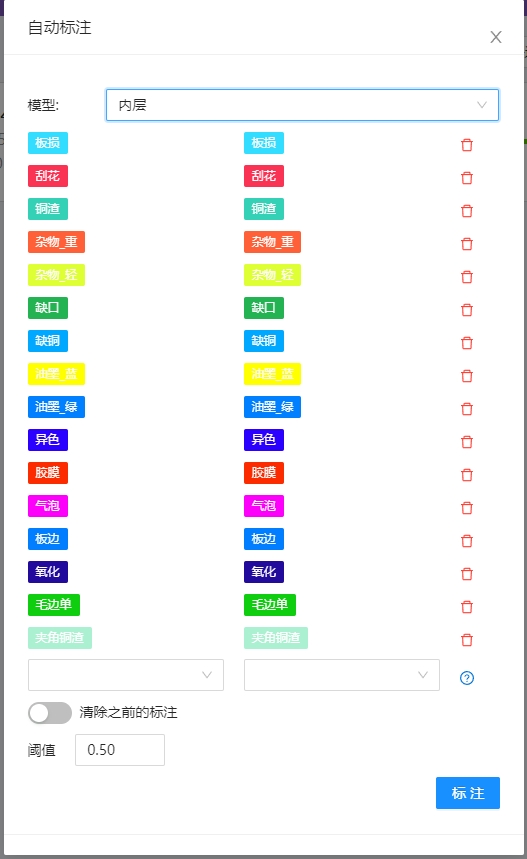 自动标注
模型: 内层
板损 板损
刮花 刮花
铜渣 铜渣
杂物_重 杂物_重
杂物_轻 杂物_轻
缺口 缺口
缺铜 缺铜
油墨_蓝 油墨_蓝
油墨_绿 油墨_绿
异色 异色
胶膜 胶膜
气泡 气泡
板边 板边
氧化 氧化
毛边单 毛边单
夹角铜渣 夹角铜渣
清除之前的标注
阈值 0.50
标 注